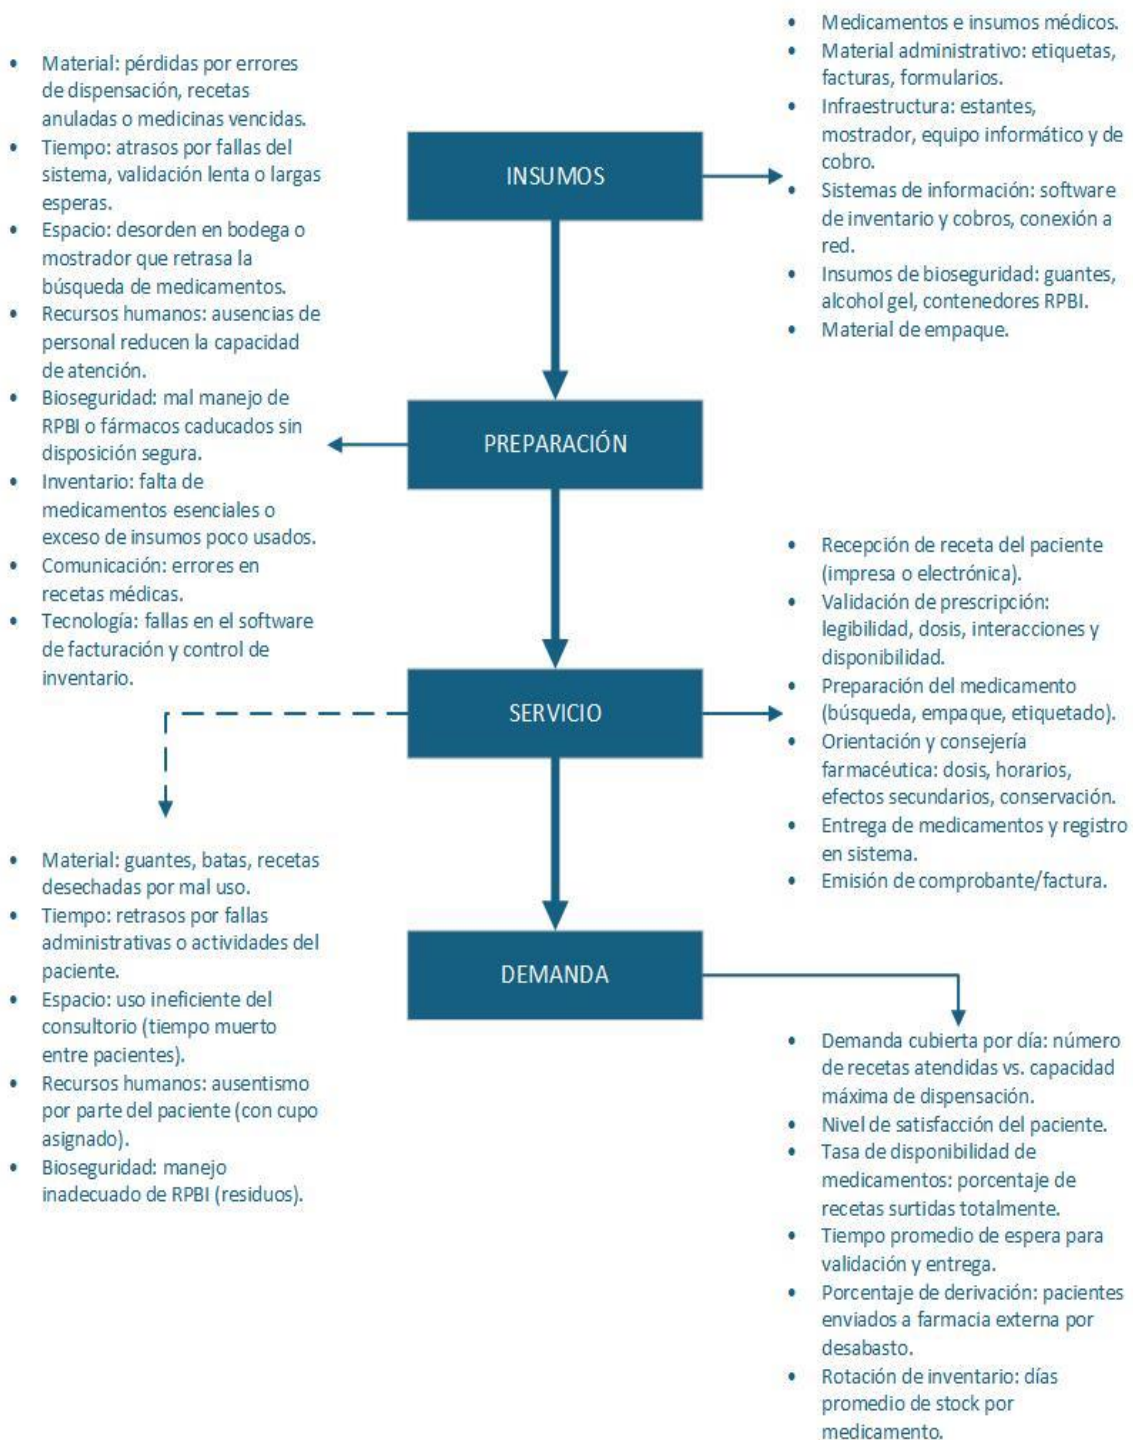 INSUMOS
• Medicamentos e insumos médicos.
• Material administrativo: etiquetas,
facturas, formularios.
• Infraestructura: estantes,
mostrador, equipo informático y de
cobro.
• Sistemas de información: software
de inventario y cobros, conexión a
red.
• Insumos de bioseguridad: guantes,
alcohol gel, contenedores RPBI.
• Material de empaque.
PREPARACIÓN
• Material: pérdidas por errores
de dispensación, recetas
anuladas o medicinas vencidas.
• Tiempo: atrasos por fallas del
sistema, validación lenta o largas
esperas.
• Espacio: desorden en bodega o
mostrador que retrasa la
búsqueda de medicamentos.
• Recursos humanos: ausencias de
personal reducen la capacidad
de atención.
• Bioseguridad: mal manejo de
RPBI o fármacos caducados sin
disposición segura.
• Inventario: falta de
medicamentos esenciales o
exceso de insumos poco usados.
• Comunicación: errores en
recetas médicas.
• Tecnología: fallas en el software
de facturación y control de
inventario.
SERVICIO
• Recepción de receta del paciente
(impresa o electrónica).
• Validación de prescripción:
legibilidad, dosis, interacciones y
disponibilidad.
• Preparación del medicamento
(búsqueda, empaque, etiquetado).
• Orientación y consejería
farmacéutica: dosis, horarios,
efectos secundarios, conservación.
• Entrega de medicamentos y registro
en sistema.
• Emisión de comprobante/factura.
• Material: guantes, batas, recetas
desechadas por mal uso.
• Tiempo: retrasos por fallas
administrativas o actividades del
paciente.
• Espacio: uso ineficiente del
consultorio (tiempo muerto
entre pacientes).
• Recursos humanos: ausentismo
por parte del paciente (con cupo
asignado).
• Bioseguridad: manejo
inadecuado de RPBI (residuos).
DEMANDA
• Demanda cubierta por día: número
de recetas atendidas vs. capacidad
máxima de dispensación.
• Nivel de satisfacción del paciente.
• Tasa de disponibilidad de
medicamentos: porcentaje de
recetas surtidas totalmente.
• Tiempo promedio de espera para
validación y entrega.
• Porcentaje de derivación: pacientes
enviados a farmacia externa por
desabasto.
• Rotación de inventario: días
promedio de stock por
medicamento.